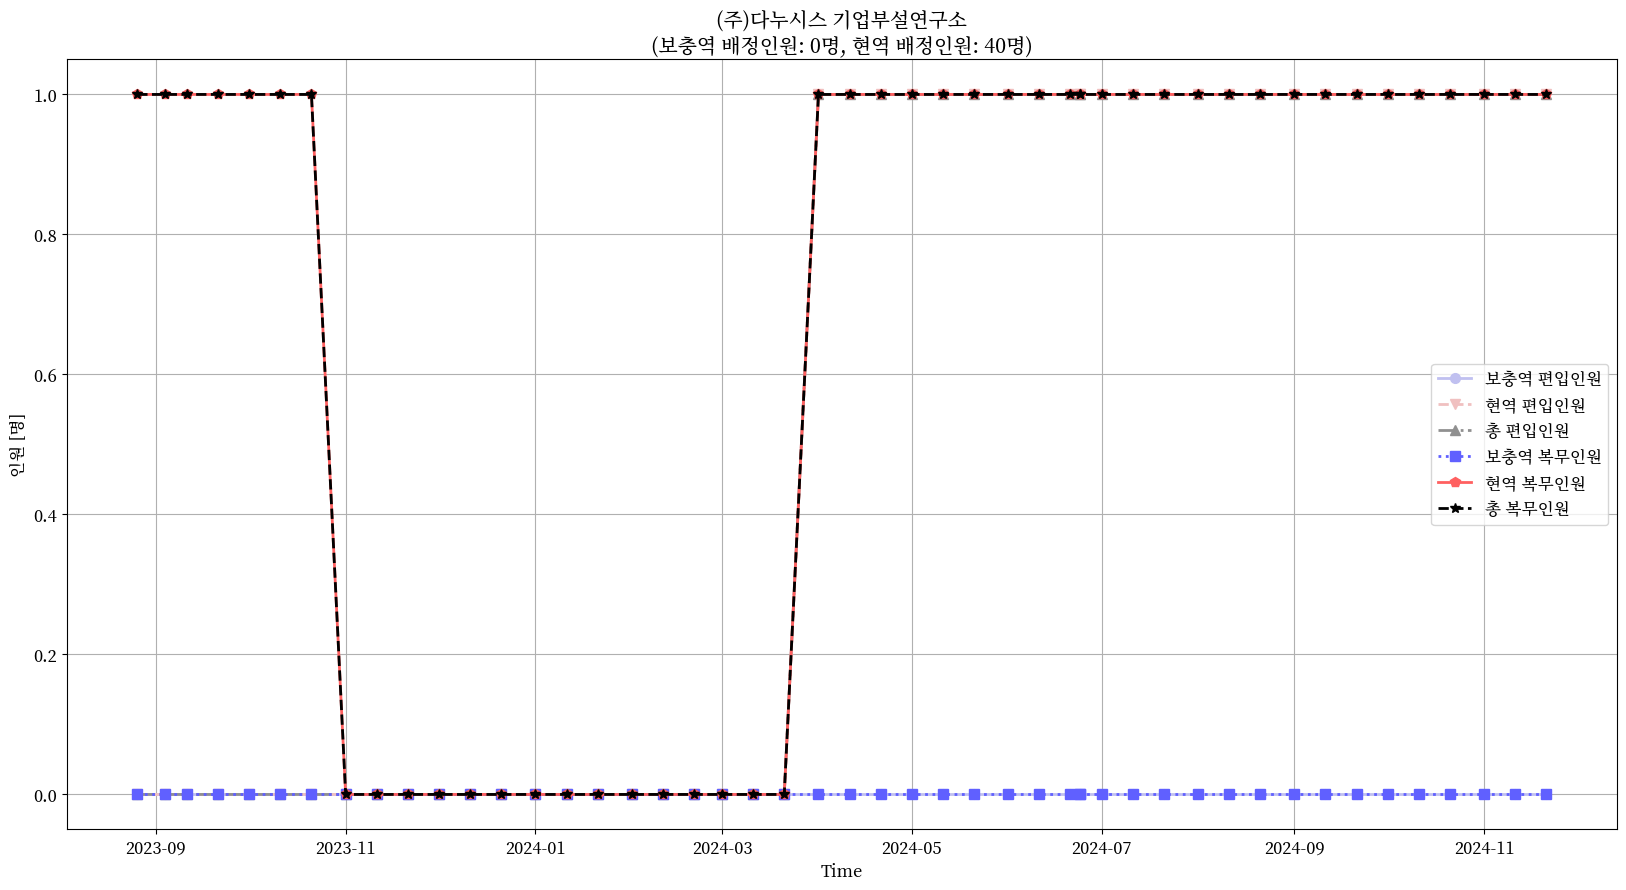 (주)다누시스 기업부설연구소
(보충역 배정인원: 0명, 현역 배정인원: 40명)
인원 [명]
1.0
0.8
0.6
0.4
0.2
0.0
보충역 편입인원
현역 편입인원
총 편입인원
보충역 복무인원
현역 복무인원
총 복무인원
2023-09 2023-11 2024-01 2024-03 2024-05 2024-07 2024-09 2024-11
Time